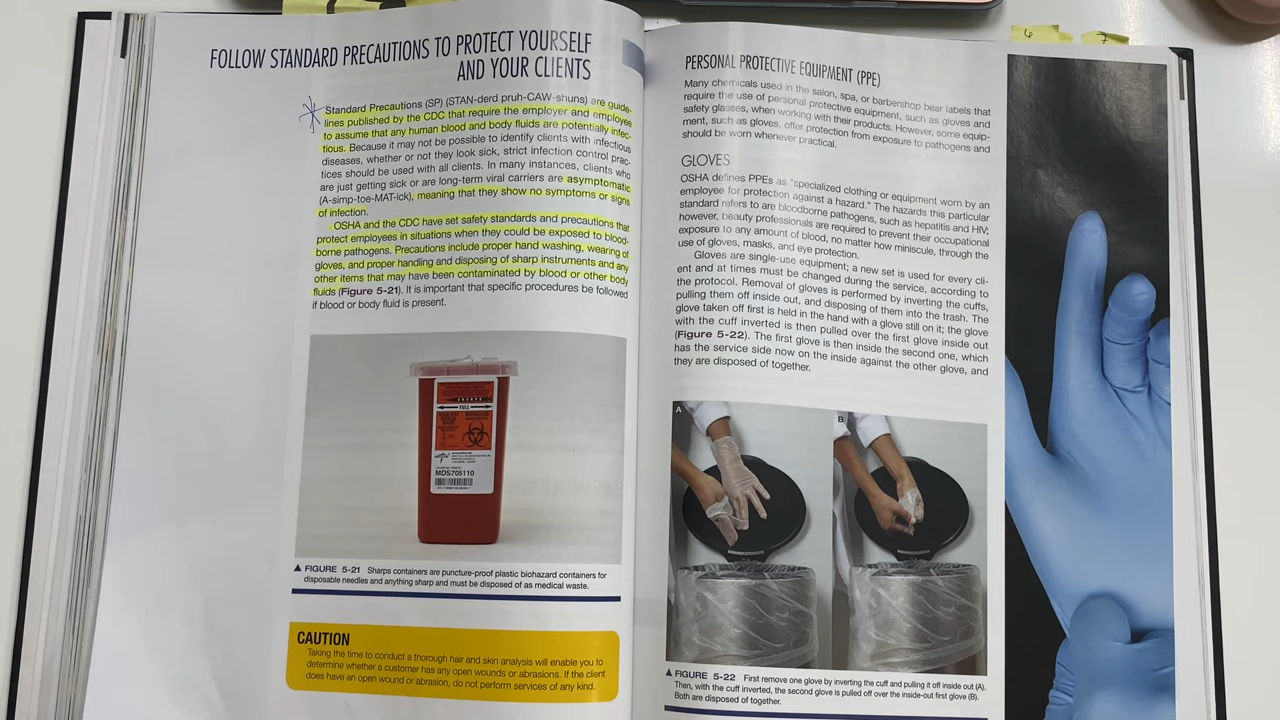 FOLLOW STANDARD PRECAUTIONS TO PROTECT YOURSELF
AND YOUR CLIENTS
Standard Precautions (SP) (STAN-derd pruh-CAW-shuns) are guide-
lines published by the CDC that require the employer and employee
to assume that any human blood and body fluids are potentially infec-
tious. Because it may not be possible to identify clients with infectious
diseases, whether or not they look sick, strict infection control prac-
tices should be used with all clients. In many instances, clients who
are just getting sick or are long-term viral carriers are asymptomatic
(A-simp-toe-MAT-ick), meaning that they show no symptoms or signs
of infection.
OSHA and the CDC have set safety standards and precautions that
protect employees in situations when they could be exposed to blood-
borne pathogens. Precautions include proper hand washing, wearing of
gloves, and proper handling and disposing of sharp instruments and any
other items that may have been contaminated by blood or other body
fluids (Figure 5-21). It is important that specific procedures be followed
if blood or body fluid is present.
SHARPS
FULL
MDS705110
▲ FIGURE 5-21 Sharps containers are puncture-proof plastic biohazard containers for
disposable needles and anything sharp and must be disposed of as medical waste.
CAUTION
Taking the time to conduct a thorough hair and skin analysis will enable you to
determine whether a customer has any open wounds or abrasions. If the client
does have an open wound or abrasion, do not perform services of any kind.
6
7
PERSONAL PROTECTIVE EQUIPMENT (PPE)
Many chemicals used in the salon, spa, or barbershop bear labels that
require the use of personal protective equipment, such as gloves and
safety glasses, when working with their products. However, some equip-
ment, such as gloves, offer protection from exposure to pathogens and
should be worn whenever practical.
GLOVES
OSHA defines PPEs as "specialized clothing or equipment worn by an
employee for protection against a hazard." The hazards this particular
standard refers to are bloodborne pathogens, such as hepatitis and HIV;
however, beauty professionals are required to prevent their occupational
exposure to any amount of blood, no matter how miniscule, through the
use of gloves, masks, and eye protection.
Gloves are single-use equipment; a new set is used for every cli-
ent and at times must be changed during the service, according to
the protocol. Removal of gloves is performed by inverting the cuffs,
pulling them off inside out, and disposing of them into the trash. The
glove taken off first is held in the hand with a glove still on it; the glove
with the cuff inverted is then pulled over the first glove inside out
(Figure 5-22). The first glove is then inside the second one, which
has the service side now on the inside against the other glove, and
they are disposed of together.
A
B
▲ FIGURE 5-22 First remove one glove by inverting the cuff and pulling it off inside out (A).
Then, with the cuff inverted, the second glove is pulled off over the inside-out first glove (B).
Both are disposed of together.